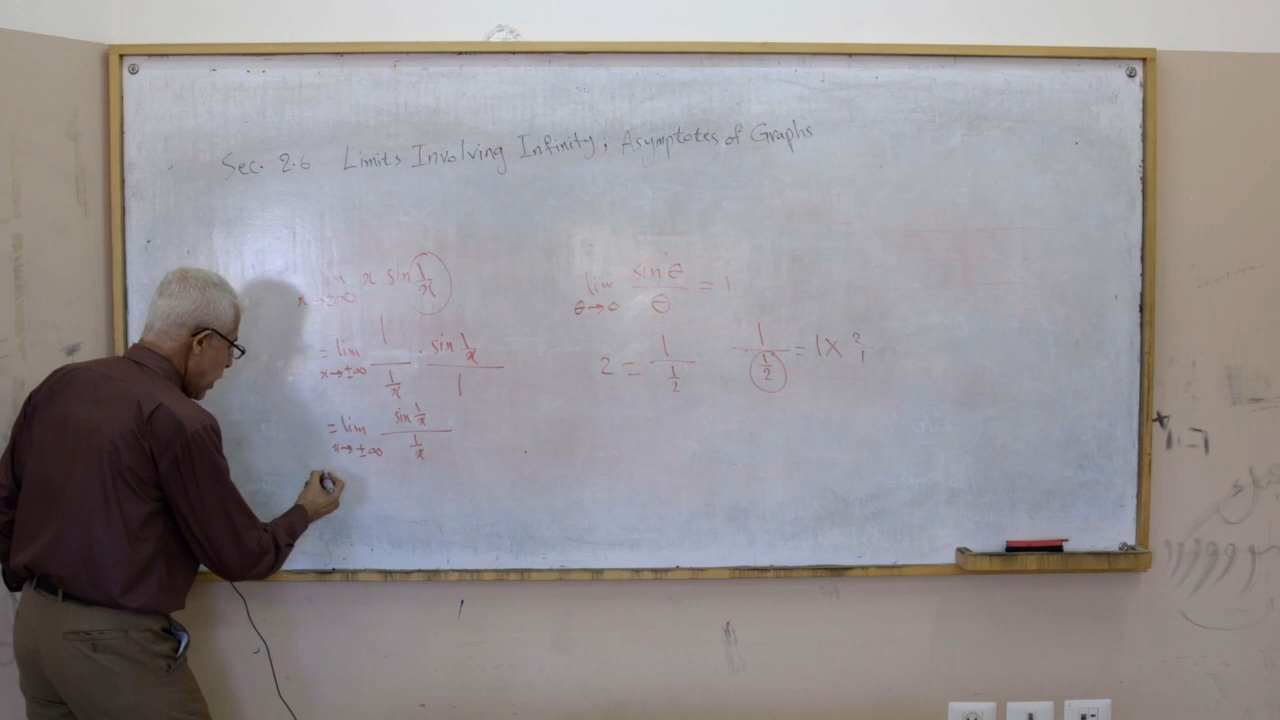 Sec. 2.6 Limits Involving Infinity; Asymptotes of Graphs
lim x→±∞ x sin 1/x
= lim x→±∞ 1/(1/x) · (sin 1/x)/1
= lim x→±∞ (sin 1/x)/(1/x)
lim θ→0 sin θ/θ = 1
2 = 1/(1/2)
1/(1/2) = 1 × 2/1